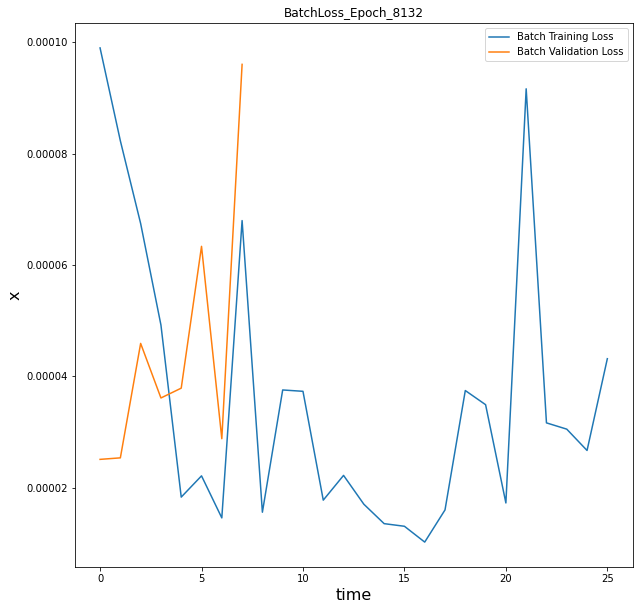 BatchLoss_Epoch_8132
Batch Training Loss
Batch Validation Loss
0.00010
0.00008
0.00006
0.00004
0.00002
x
0 5 10 15 20 25
time